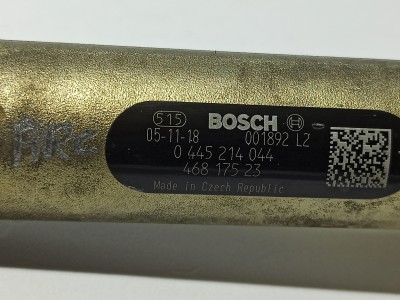 515 BOSCH
05-11-18 001892 L2
0 445 214 044
468 175 23
Made in Czech Republic